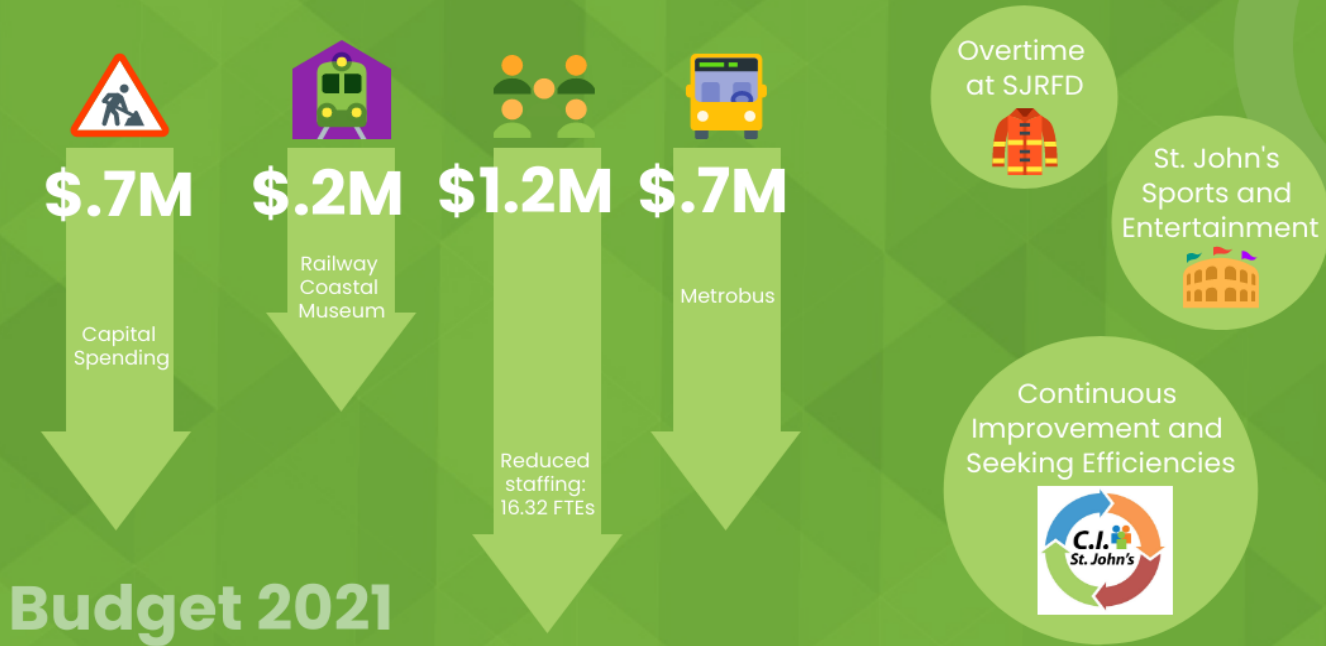 $.7M
Capital
Spending
$.2M
Railway
Coastal
Museum
$1.2M
Reduced
staffing:
16.32 FTEs
$.7M
Metrobus
Overtime
at SJRFD
St. John's
Sports and
Entertainment
Continuous
Improvement and
Seeking Efficiencies
C.I.
St. John's
Budget 2021